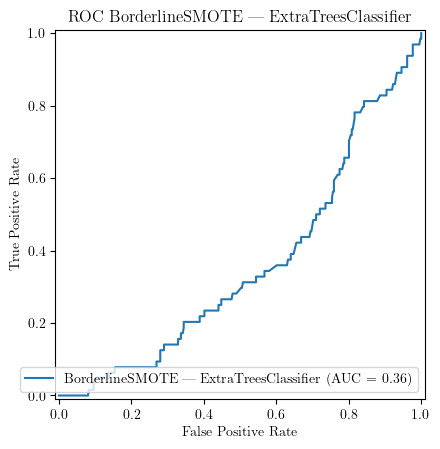 ROC BorderlineSMOTE — ExtraTreesClassifier
1.0
0.8
0.6
0.4
0.2
0.0
True Positive Rate
BorderlineSMOTE — ExtraTreesClassifier (AUC = 0.36)
0.0 0.2 0.4 0.6 0.8 1.0
False Positive Rate